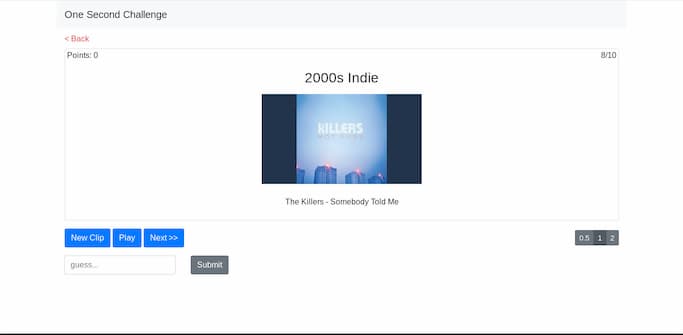 One Second Challenge
< Back
Points: 0 8/10
2000s Indie
KILLERS
The Killers - Somebody Told Me
New Clip Play Next >> 0.5 1 2
guess... Submit